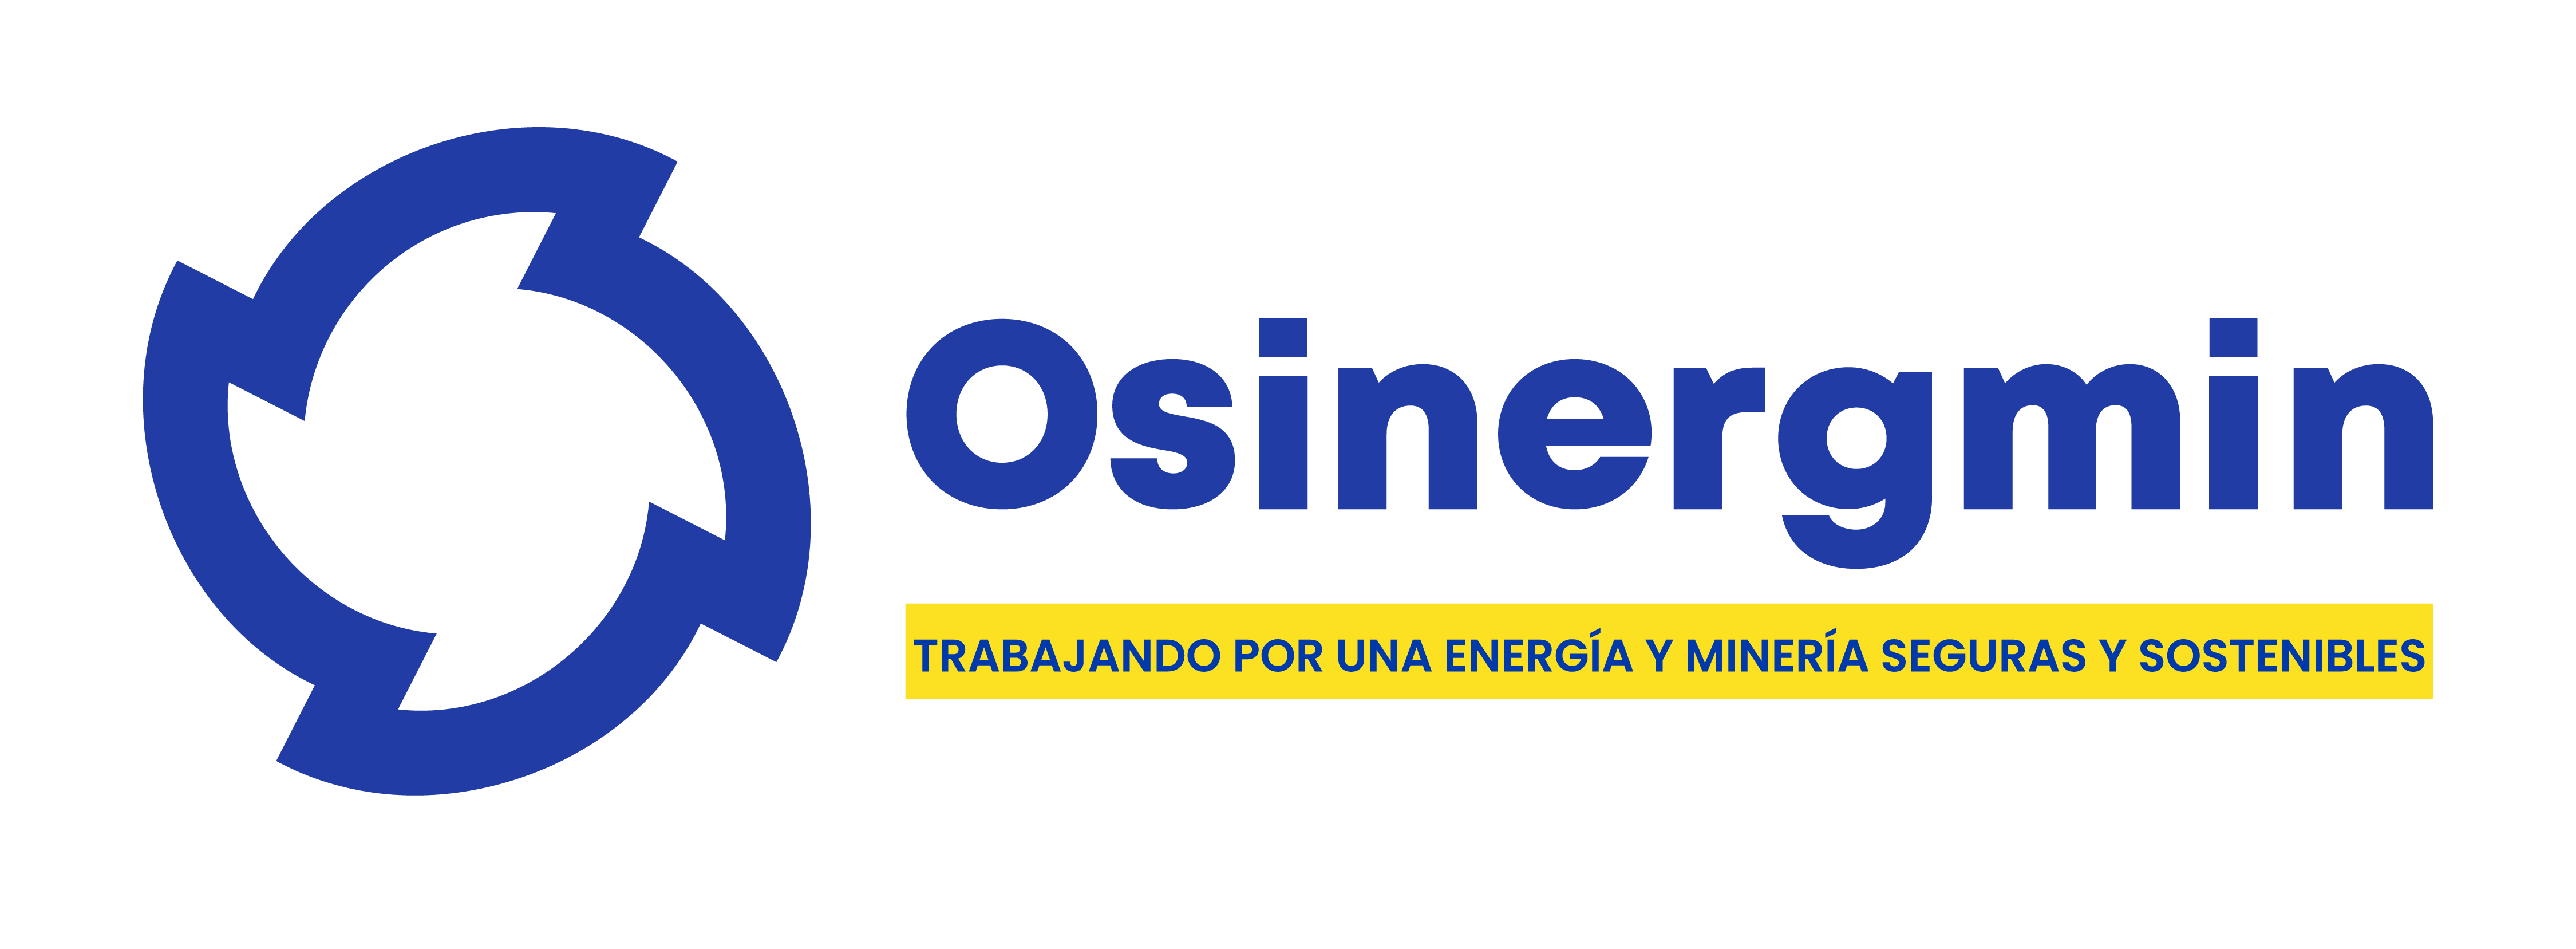 Osinergmin
TRABAJANDO POR UNA ENERGÍA Y MINERÍA SEGURAS Y SOSTENIBLES